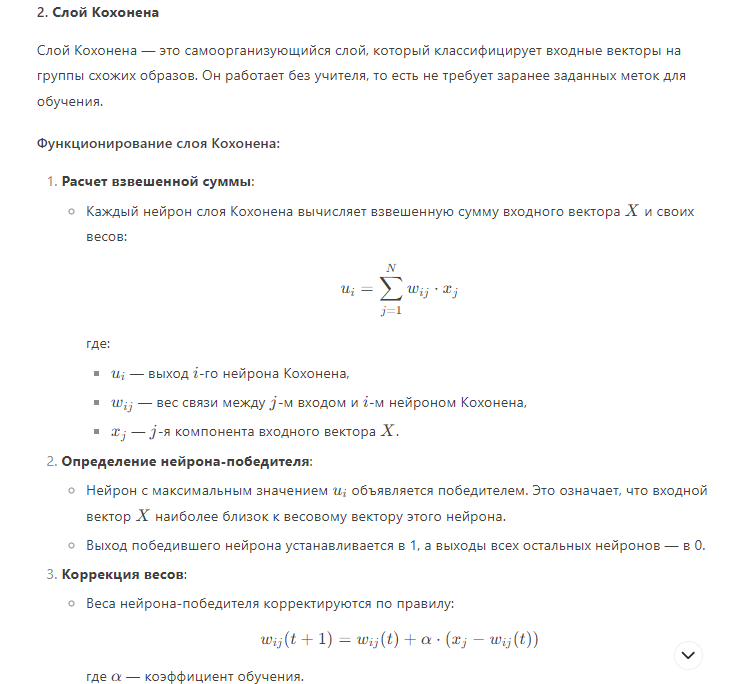 2. Слой Кохонена
Слой Кохонена — это самоорганизующийся слой, который классифицирует входные векторы на
группы схожих образов. Он работает без учителя, то есть не требует заранее заданных меток для
обучения.
Функционирование слоя Кохонена:
1. Расчет взвешенной суммы:
Каждый нейрон слоя Кохонена вычисляет взвешенную сумму входного вектора X и своих
весов:
u_i = \sum_{j=1}^{N} w_{ij} \cdot x_j
где:
u_i — выход i-го нейрона Кохонена,
w_{ij} — вес связи между j-м входом и i-м нейроном Кохонена,
x_j — j-я компонента входного вектора X.
2. Определение нейрона-победителя:
Нейрон с максимальным значением u_i объявляется победителем. Это означает, что входной
вектор X наиболее близок к весовому вектору этого нейрона.
Выход победившего нейрона устанавливается в 1, а выходы всех остальных нейронов — в 0.
3. Коррекция весов:
Веса нейрона-победителя корректируются по правилу:
w_{ij}(t + 1) = w_{ij}(t) + α · (x_j − w_{ij}(t))
где α — коэффициент обучения.